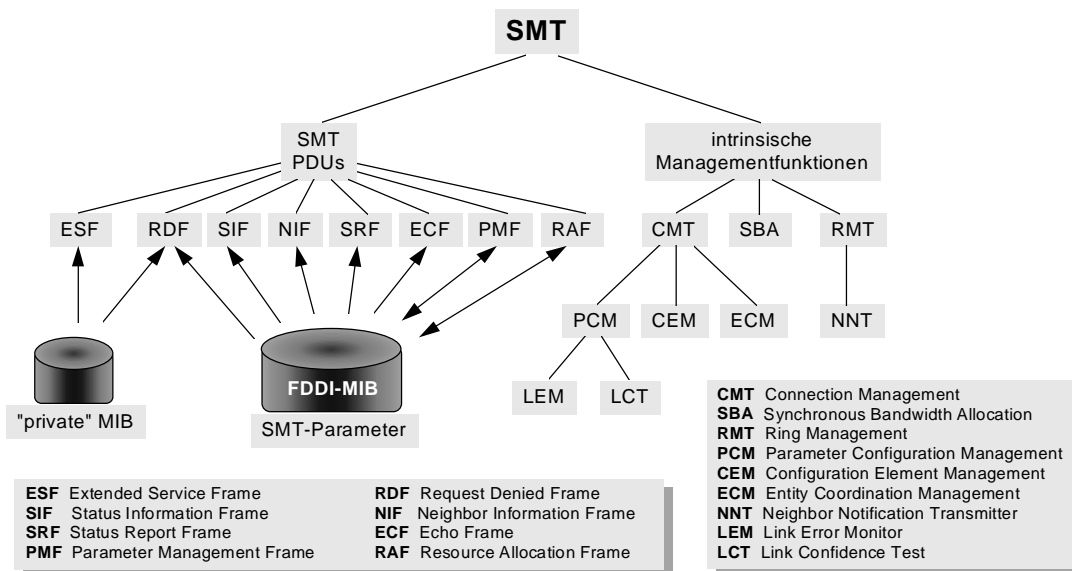 SMT
SMT
PDUs
intrinsische
Managementfunktionen
ESF RDF SIF NIF SRF ECF PMF RAF CMT SBA RMT
PCM CEM ECM NNT
FDDI-MIB
LEM LCT
"private" MIB
SMT-Parameter
ESF Extended Service Frame
SIF Status Information Frame
SRF Status Report Frame
PMF Parameter Management Frame
RDF Request Denied Frame
NIF Neighbor Information Frame
ECF Echo Frame
RAF Resource Allocation Frame
CMT Connection Management
SBA Synchronous Bandwidth Allocation
RMT Ring Management
PCM Parameter Configuration Management
CEM Configuration Element Management
ECM Entity Coordination Management
NNT Neighbor Notification Transmitter
LEM Link Error Monitor
LCT Link Confidence Test